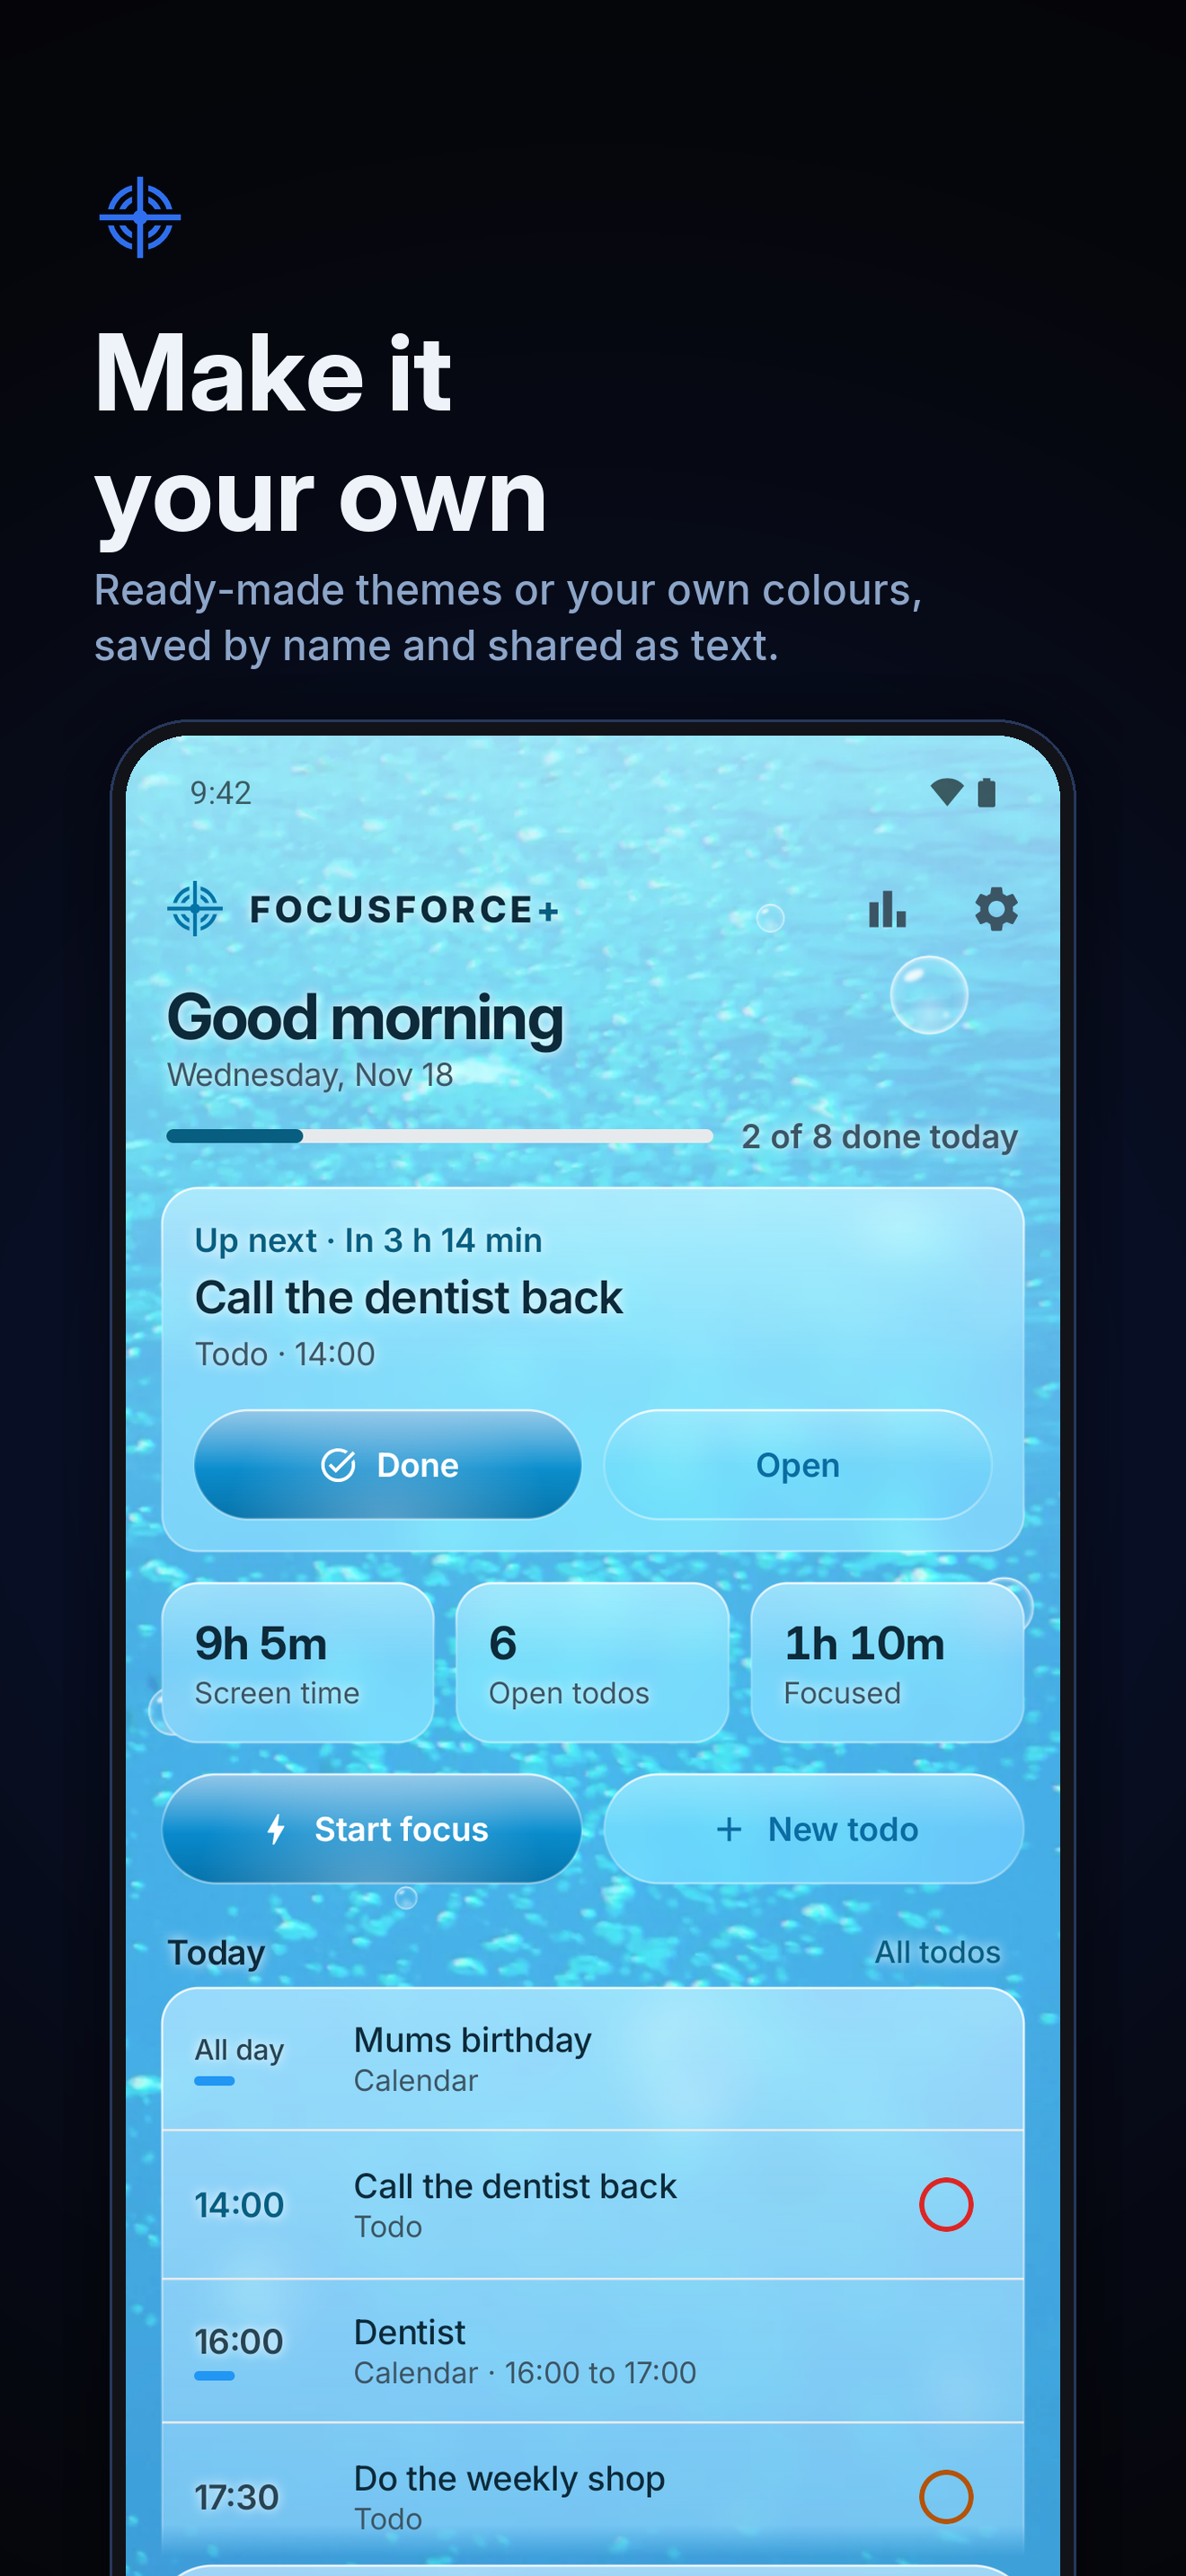 Make it
your own
Ready-made themes or your own colours,
saved by name and shared as text.
9:42
FOCUSFORCE+
Good morning
Wednesday, Nov 18
2 of 8 done today
Up next · In 3 h 14 min
Call the dentist back
Todo · 14:00
Done
Open
9h 5m
Screen time
6
Open todos
1h 10m
Focused
Start focus
+ New todo
Today
All todos
All day
Mums birthday
Calendar
14:00
Call the dentist back
Todo
16:00
Dentist
Calendar · 16:00 to 17:00
17:30
Do the weekly shop
Todo